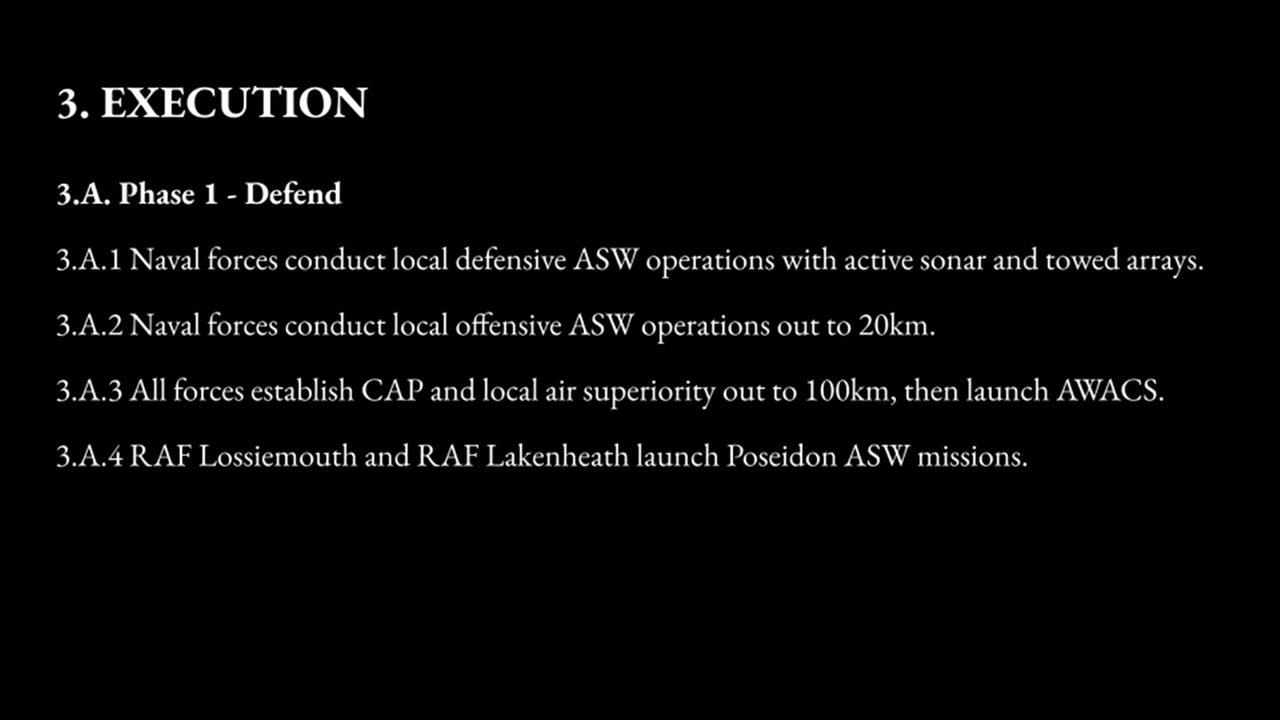 3. EXECUTION
3.A. Phase 1 - Defend
3.A.1 Naval forces conduct local defensive ASW operations with active sonar and towed arrays.
3.A.2 Naval forces conduct local offensive ASW operations out to 20km.
3.A.3 All forces establish CAP and local air superiority out to 100km, then launch AWACS.
3.A.4 RAF Lossiemouth and RAF Lakenheath launch Poseidon ASW missions.